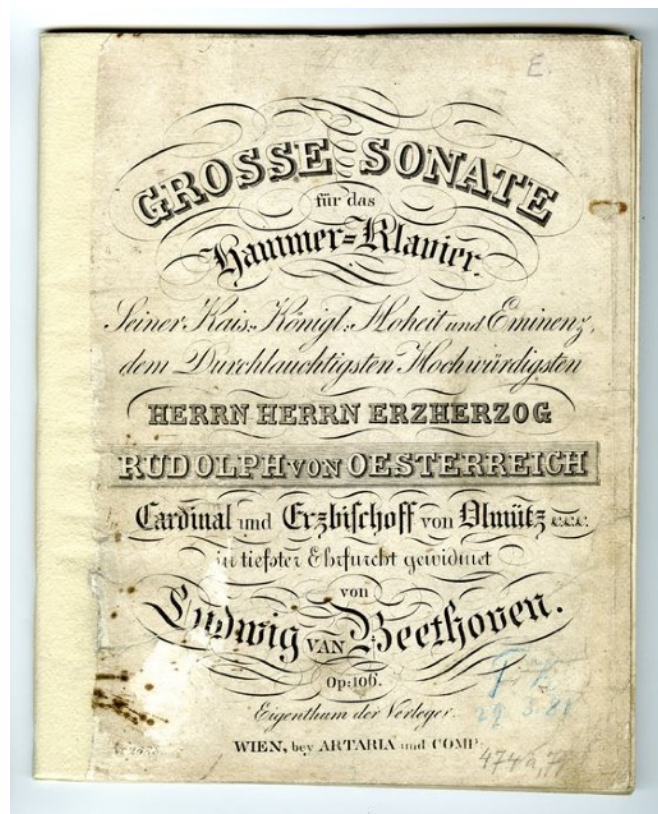 E.
GROSSE SONATE
für das
Hammer=Klavier.
Seiner Kais: Königl: Hoheit und Eminenz,
dem Durchlauchtigsten Hochwürdigsten
HERRN HERRN ERZHERZOG
RUDOLPH VON OESTERREICH
Cardinal und Erzbischoff von Olmütz &c.&c.&c.
in tiefster Ehrfurcht gewidmet
von
Ludwig VAN Beethoven.
Op: 106.
Eigenthum der Verleger.
29 3.
WIEN, bey ARTARIA und COMP.